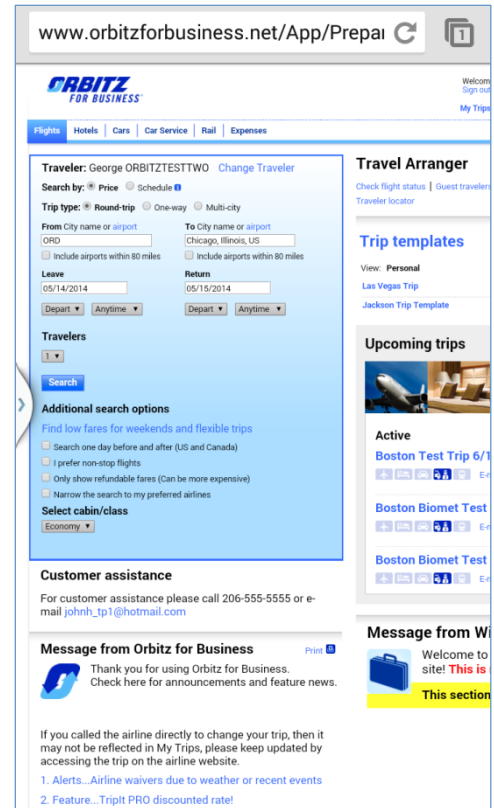 www.orbitzforbusiness.net/App/Prepar
1
ORBITZ
FOR BUSINESS
Welcom
Sign out
My Trips
Flights Hotels Cars Car Service Rail Expenses
Traveler: George ORBITZTESTTWO Change Traveler
Search by: Price Schedule
Trip type: Round-trip One-way Multi-city
From City name or airport To City name or airport
ORD Chicago, Illinois, US
Include airports within 80 miles Include airports within 80 miles
Leave Return
05/14/2014 05/15/2014
Depart Anytime Depart Anytime
Travelers
1
Search
Additional search options
Find low fares for weekends and flexible trips
Search one day before and after (US and Canada)
I prefer non-stop flights
Only show refundable fares (Can be more expensive)
Narrow the search to my preferred airlines
Select cabin/class
Economy
Customer assistance
For customer assistance please call 206-555-5555 or e-
mail johnh_tp1@hotmail.com
Message from Orbitz for Business Print
Thank you for using Orbitz for Business.
Check here for announcements and feature news.
If you called the airline directly to change your trip, then it
may not be reflected in My Trips, please keep updated by
accessing the trip on the airline website.
1. Alerts...Airline waivers due to weather or recent events
2. Feature...TripIt PRO discounted rate!
Travel Arranger
Check flight status | Guest travelers
Traveler locator
Trip templates
View: Personal
Las Vegas Trip
Jackson Trip Template
Upcoming trips
Active
Boston Test Trip 6/1
Boston Biomet Test
Boston Biomet Test
Message from Wi
Welcome to
site! This is
This section